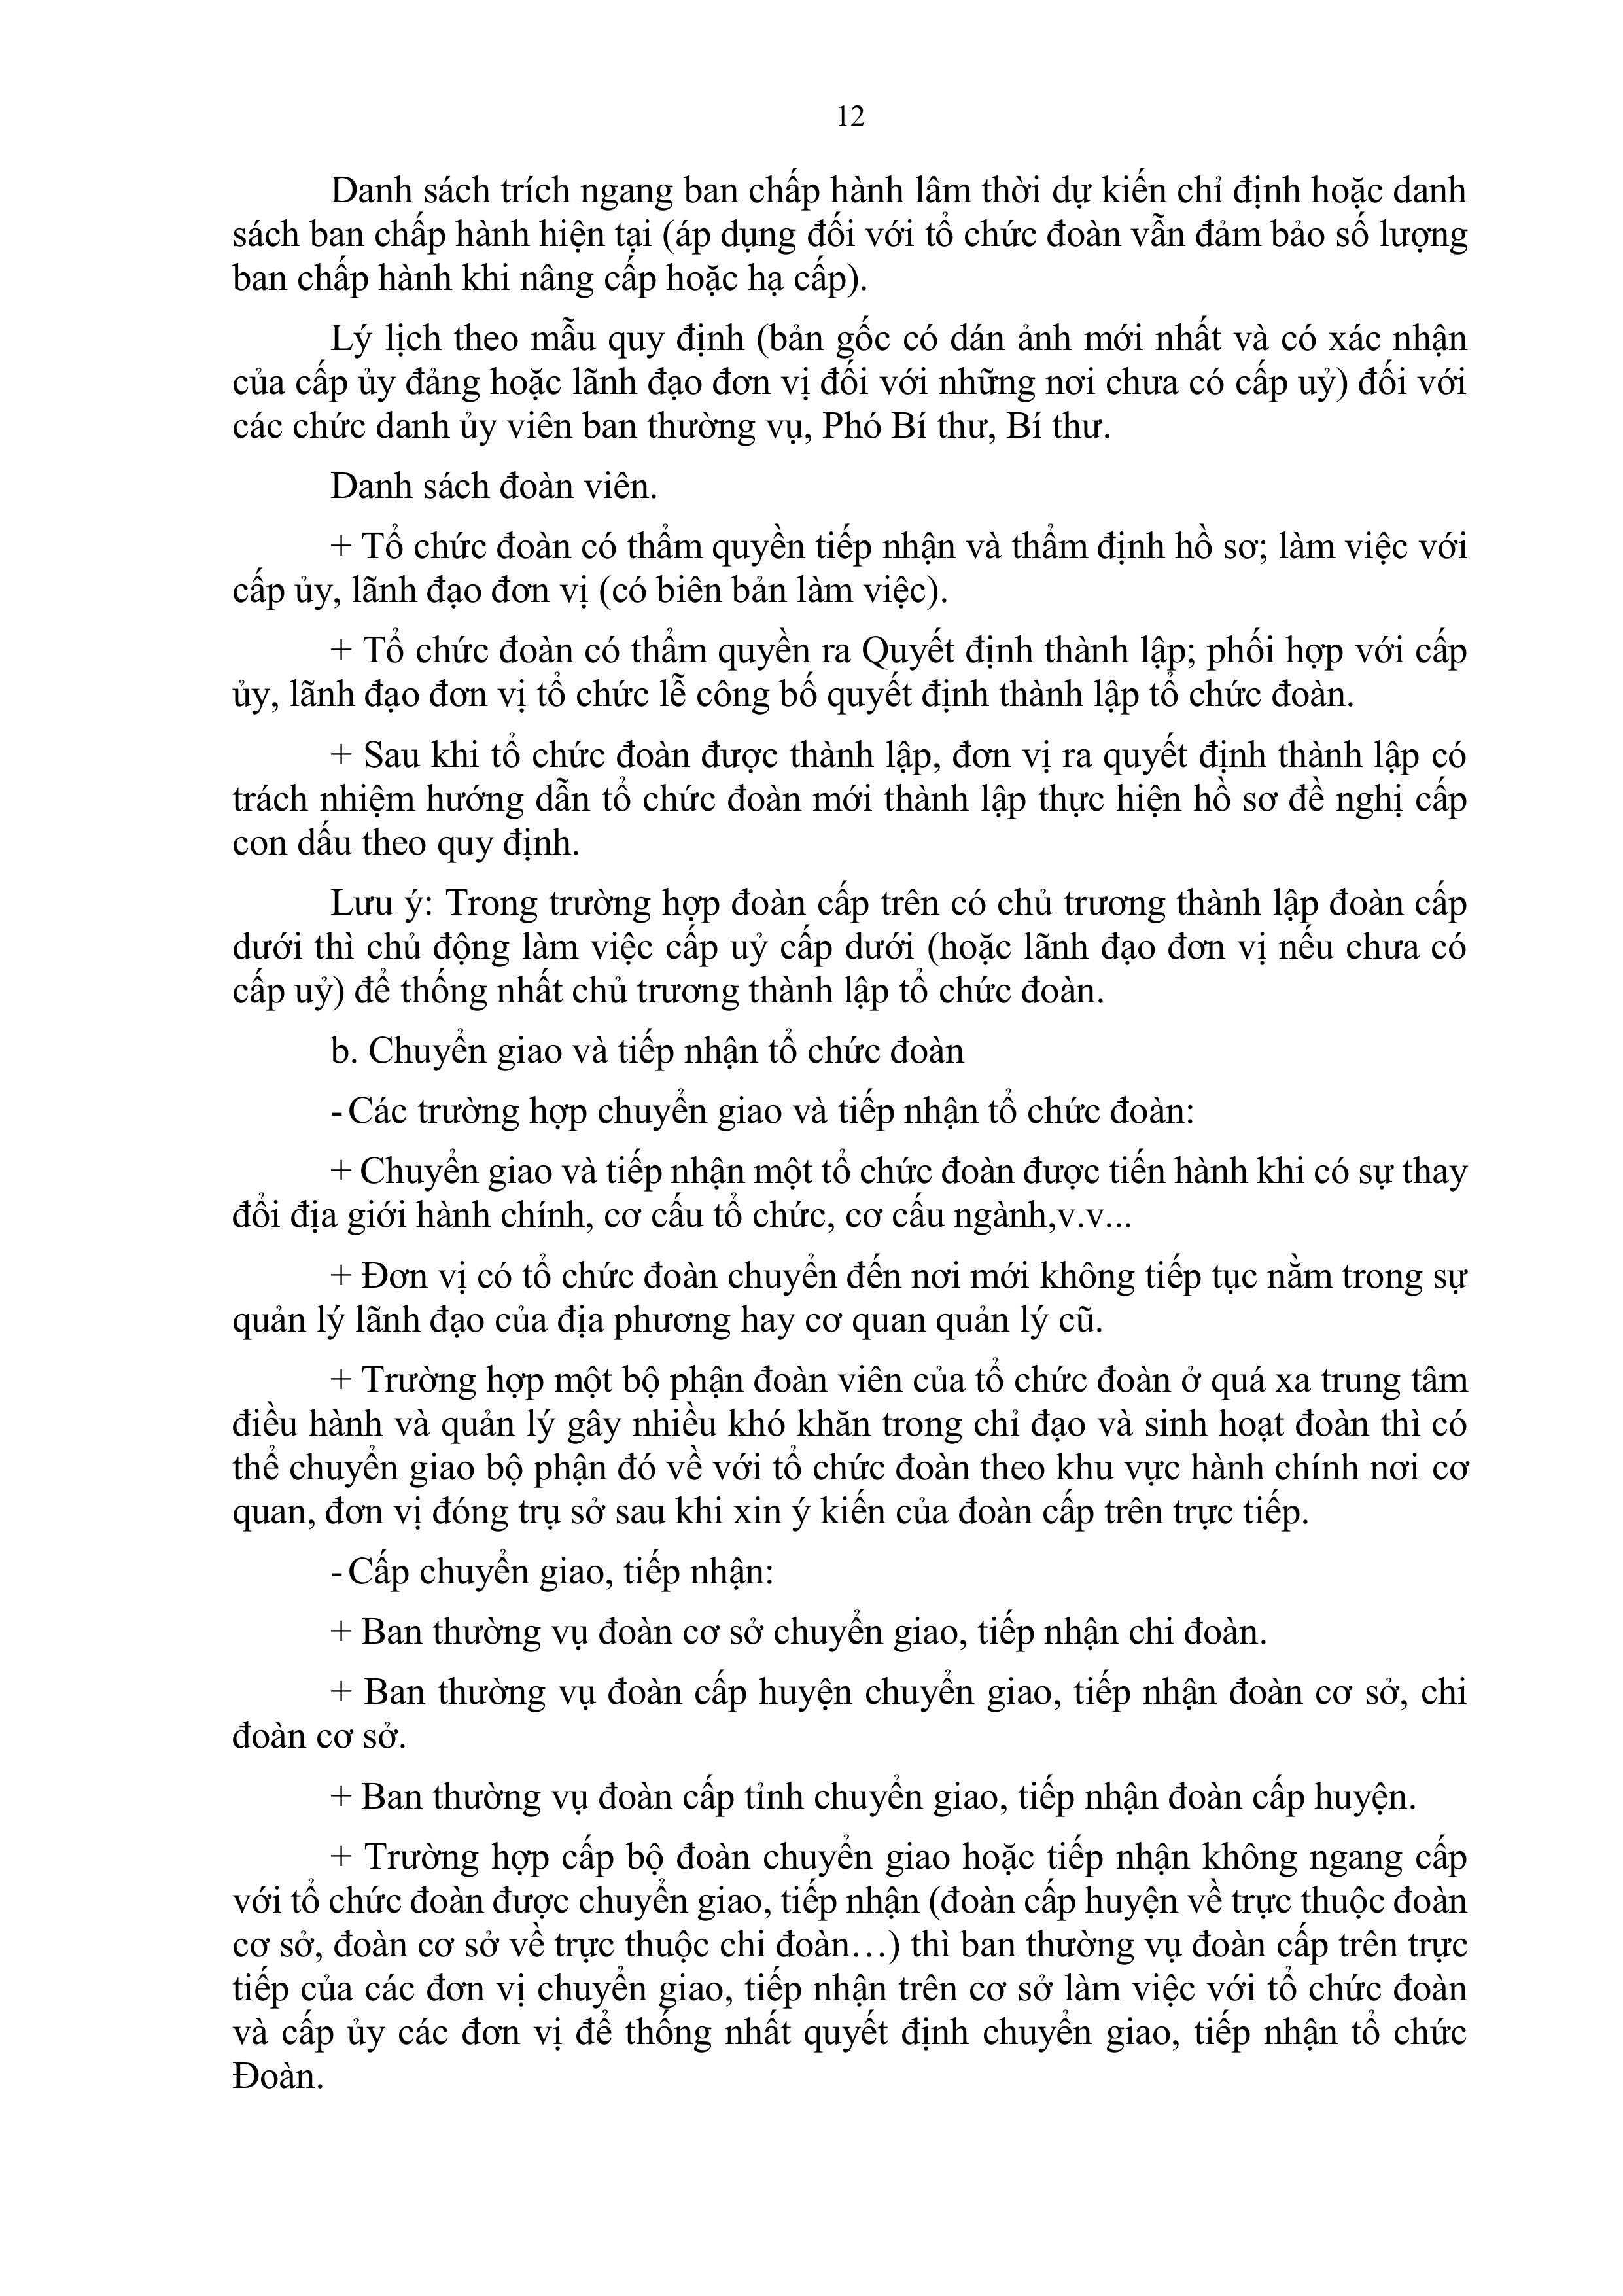 12
Danh sách trích ngang ban chấp hành lâm thời dự kiến chỉ định hoặc danh
sách ban chấp hành hiện tại (áp dụng đối với tổ chức đoàn vẫn đảm bảo số lượng
ban chấp hành khi nâng cấp hoặc hạ cấp).
Lý lịch theo mẫu quy định (bản gốc có dán ảnh mới nhất và có xác nhận
của cấp ủy đảng hoặc lãnh đạo đơn vị đối với những nơi chưa có cấp uỷ) đối với
các chức danh ủy viên ban thường vụ, Phó Bí thư, Bí thư.
Danh sách đoàn viên.
+ Tổ chức đoàn có thẩm quyền tiếp nhận và thẩm định hồ sơ; làm việc với
cấp ủy, lãnh đạo đơn vị (có biên bản làm việc).
+ Tổ chức đoàn có thẩm quyền ra Quyết định thành lập; phối hợp với cấp
ủy, lãnh đạo đơn vị tổ chức lễ công bố quyết định thành lập tổ chức đoàn.
+ Sau khi tổ chức đoàn được thành lập, đơn vị ra quyết định thành lập có
trách nhiệm hướng dẫn tổ chức đoàn mới thành lập thực hiện hồ sơ đề nghị cấp
con dấu theo quy định.
Lưu ý: Trong trường hợp đoàn cấp trên có chủ trương thành lập đoàn cấp
dưới thì chủ động làm việc cấp uỷ cấp dưới (hoặc lãnh đạo đơn vị nếu chưa có
cấp uỷ) để thống nhất chủ trương thành lập tổ chức đoàn.
b. Chuyển giao và tiếp nhận tổ chức đoàn
- Các trường hợp chuyển giao và tiếp nhận tổ chức đoàn:
+ Chuyển giao và tiếp nhận một tổ chức đoàn được tiến hành khi có sự thay
đổi địa giới hành chính, cơ cấu tổ chức, cơ cấu ngành,v.v...
+ Đơn vị có tổ chức đoàn chuyển đến nơi mới không tiếp tục nằm trong sự
quản lý lãnh đạo của địa phương hay cơ quan quản lý cũ.
+ Trường hợp một bộ phận đoàn viên của tổ chức đoàn ở quá xa trung tâm
điều hành và quản lý gây nhiều khó khăn trong chỉ đạo và sinh hoạt đoàn thì có
thể chuyển giao bộ phận đó về với tổ chức đoàn theo khu vực hành chính nơi cơ
quan, đơn vị đóng trụ sở sau khi xin ý kiến của đoàn cấp trên trực tiếp.
- Cấp chuyển giao, tiếp nhận:
+ Ban thường vụ đoàn cơ sở chuyển giao, tiếp nhận chi đoàn.
+ Ban thường vụ đoàn cấp huyện chuyển giao, tiếp nhận đoàn cơ sở, chi
đoàn cơ sở.
+ Ban thường vụ đoàn cấp tỉnh chuyển giao, tiếp nhận đoàn cấp huyện.
+ Trường hợp cấp bộ đoàn chuyển giao hoặc tiếp nhận không ngang cấp
với tổ chức đoàn được chuyển giao, tiếp nhận (đoàn cấp huyện về trực thuộc đoàn
cơ sở, đoàn cơ sở về trực thuộc chi đoàn…) thì ban thường vụ đoàn cấp trên trực
tiếp của các đơn vị chuyển giao, tiếp nhận trên cơ sở làm việc với tổ chức đoàn
và cấp ủy các đơn vị để thống nhất quyết định chuyển giao, tiếp nhận tổ chức
Đoàn.